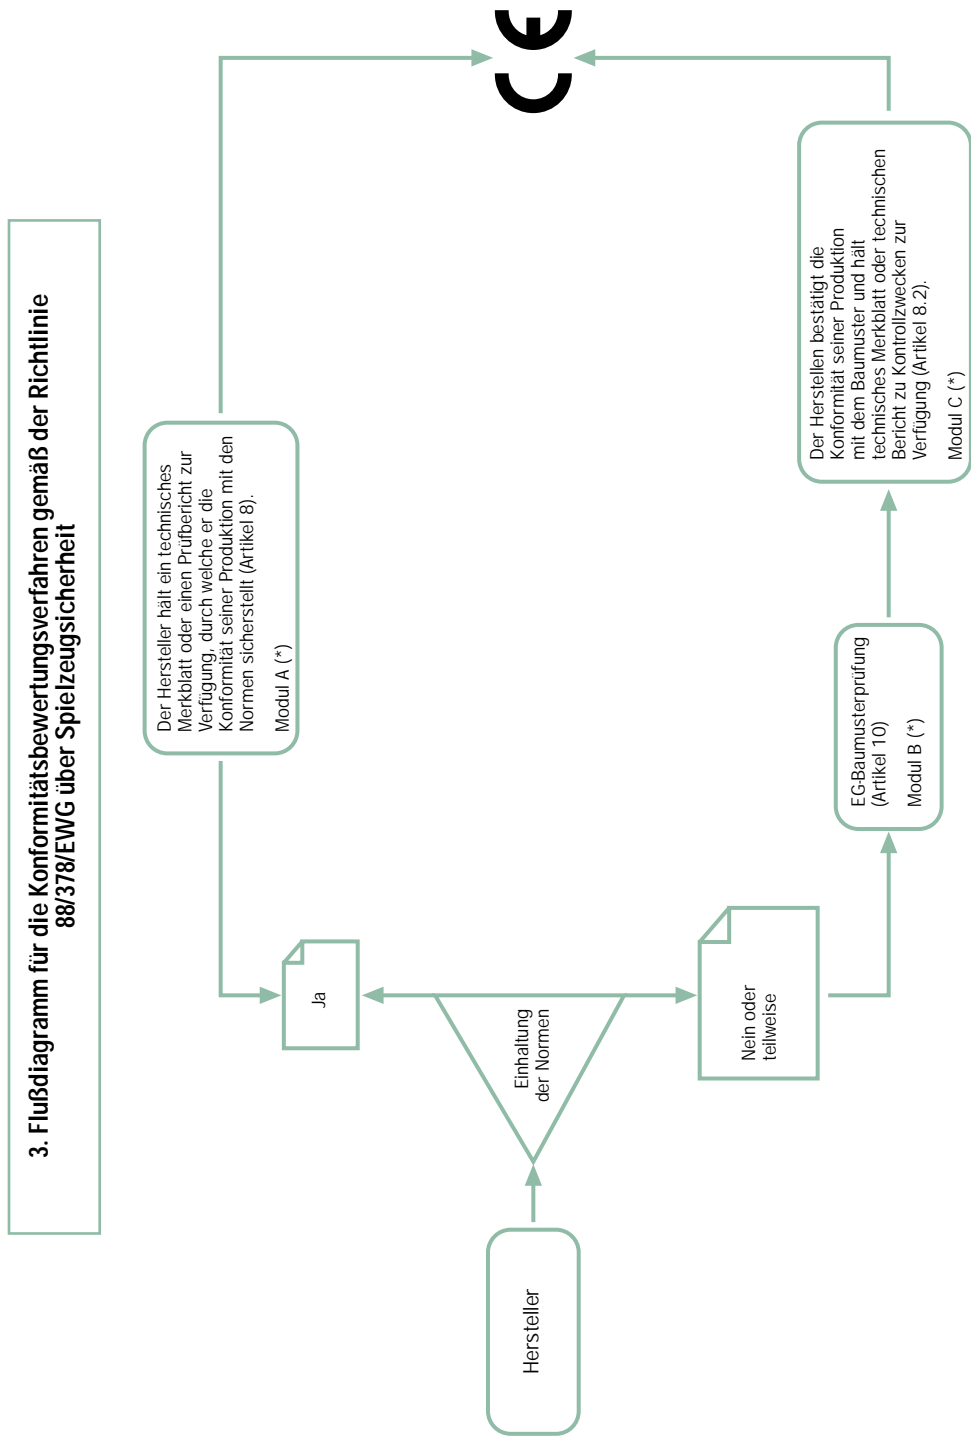 3. Flußdiagramm für die Konformitätsbewertungsverfahren gemäß der Richtlinie
88/378/EWG über Spielzeugsicherheit
Hersteller
Einhaltung
der Normen
Ja
Der Hersteller hält ein technisches
Merkblatt oder einen Prüfbericht zur
Verfügung, durch welche er die
Konformität seiner Produktion mit den
Normen sicherstellt (Artikel 8).
Modul A (*)
Nein oder
teilweise
EG-Baumusterprüfung
(Artikel 10)
Modul B (*)
Der Herstellen bestätigt die
Konformität seiner Produktion
mit dem Baumuster und hält
technisches Merkblatt oder technischen
Bericht zu Kontrollzwecken zur
Verfügung (Artikel 8.2).
Modul C (*)
CE